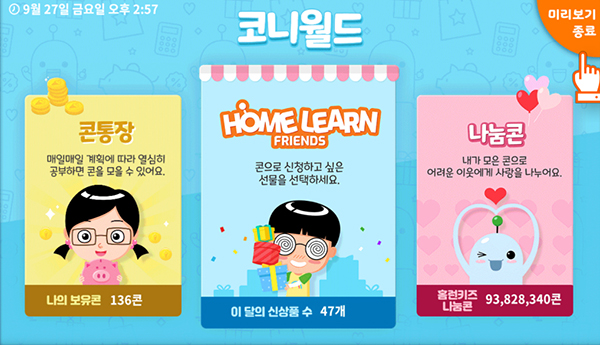 9월 27일 금요일 오후 2:57
코니월드
미리보기
종료
콘통장
매일매일 계획에 따라 열심히
공부하면 콘을 모을 수 있어요.
나의 보유콘 136콘
HOME LEARN
FRIENDS
콘으로 신청하고 싶은
선물을 선택하세요.
이 달의 신상품 수 47개
나눔콘
내가 모은 콘으로
어려운 이웃에게 사랑을 나누어요.
홈런키즈
나눔콘 93,828,340콘